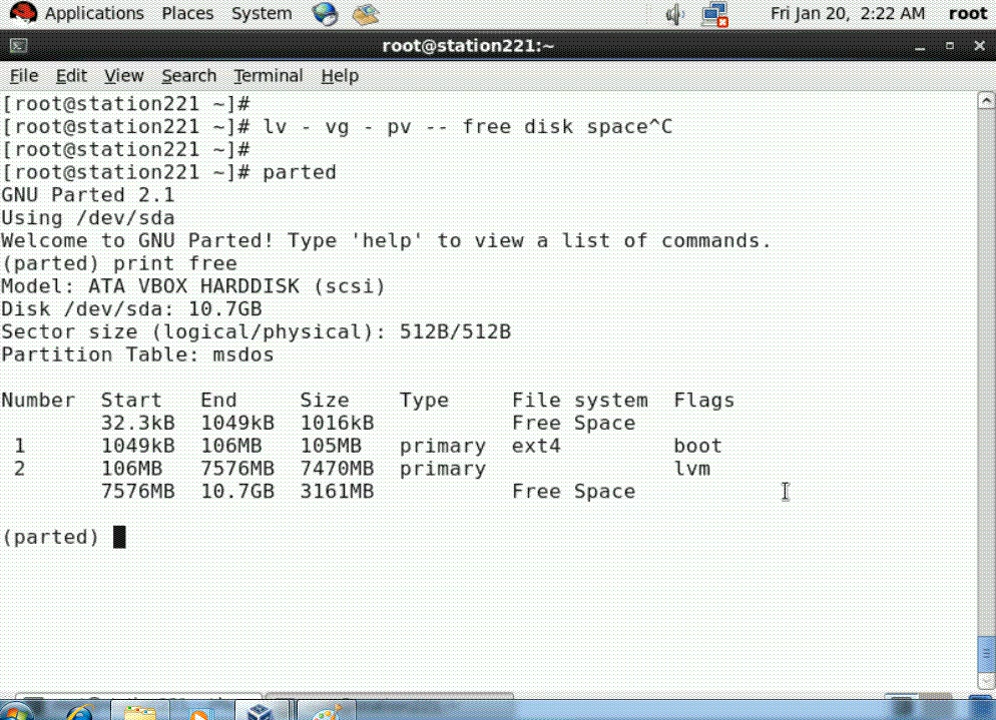 Applications Places System Fri Jan 20, 2:22 AM root
root@station221:~
File Edit View Search Terminal Help
[root@station221 ~]#
[root@station221 ~]# lv - vg - pv -- free disk space^C
[root@station221 ~]#
[root@station221 ~]# parted
GNU Parted 2.1
Using /dev/sda
Welcome to GNU Parted! Type 'help' to view a list of commands.
(parted) print free
Model: ATA VBOX HARDDISK (scsi)
Disk /dev/sda: 10.7GB
Sector size (logical/physical): 512B/512B
Partition Table: msdos
Number Start End Size Type File system Flags
32.3kB 1049kB 1016kB Free Space
1 1049kB 106MB 105MB primary ext4 boot
2 106MB 7576MB 7470MB primary lvm
7576MB 10.7GB 3161MB Free Space
(parted)